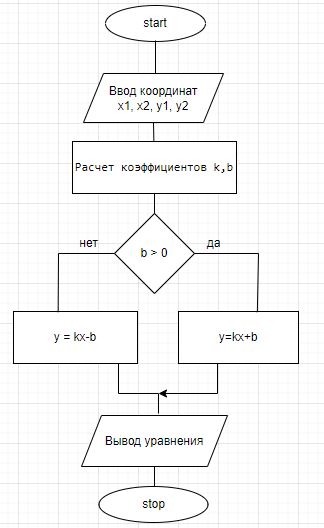 start
Ввод координат
x1, x2, y1, y2
Расчет коэффициентов k,b
нет
b > 0
да
y = kx-b
y=kx+b
Вывод уравнения
stop